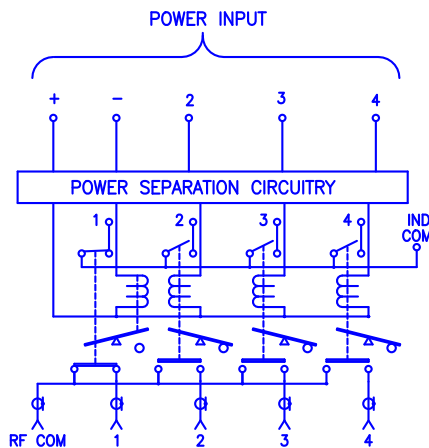 POWER INPUT
+ - 2 3 4
POWER SEPARATION CIRCUITRY
1 2 3 4 IND
COM
RF COM 1 2 3 4